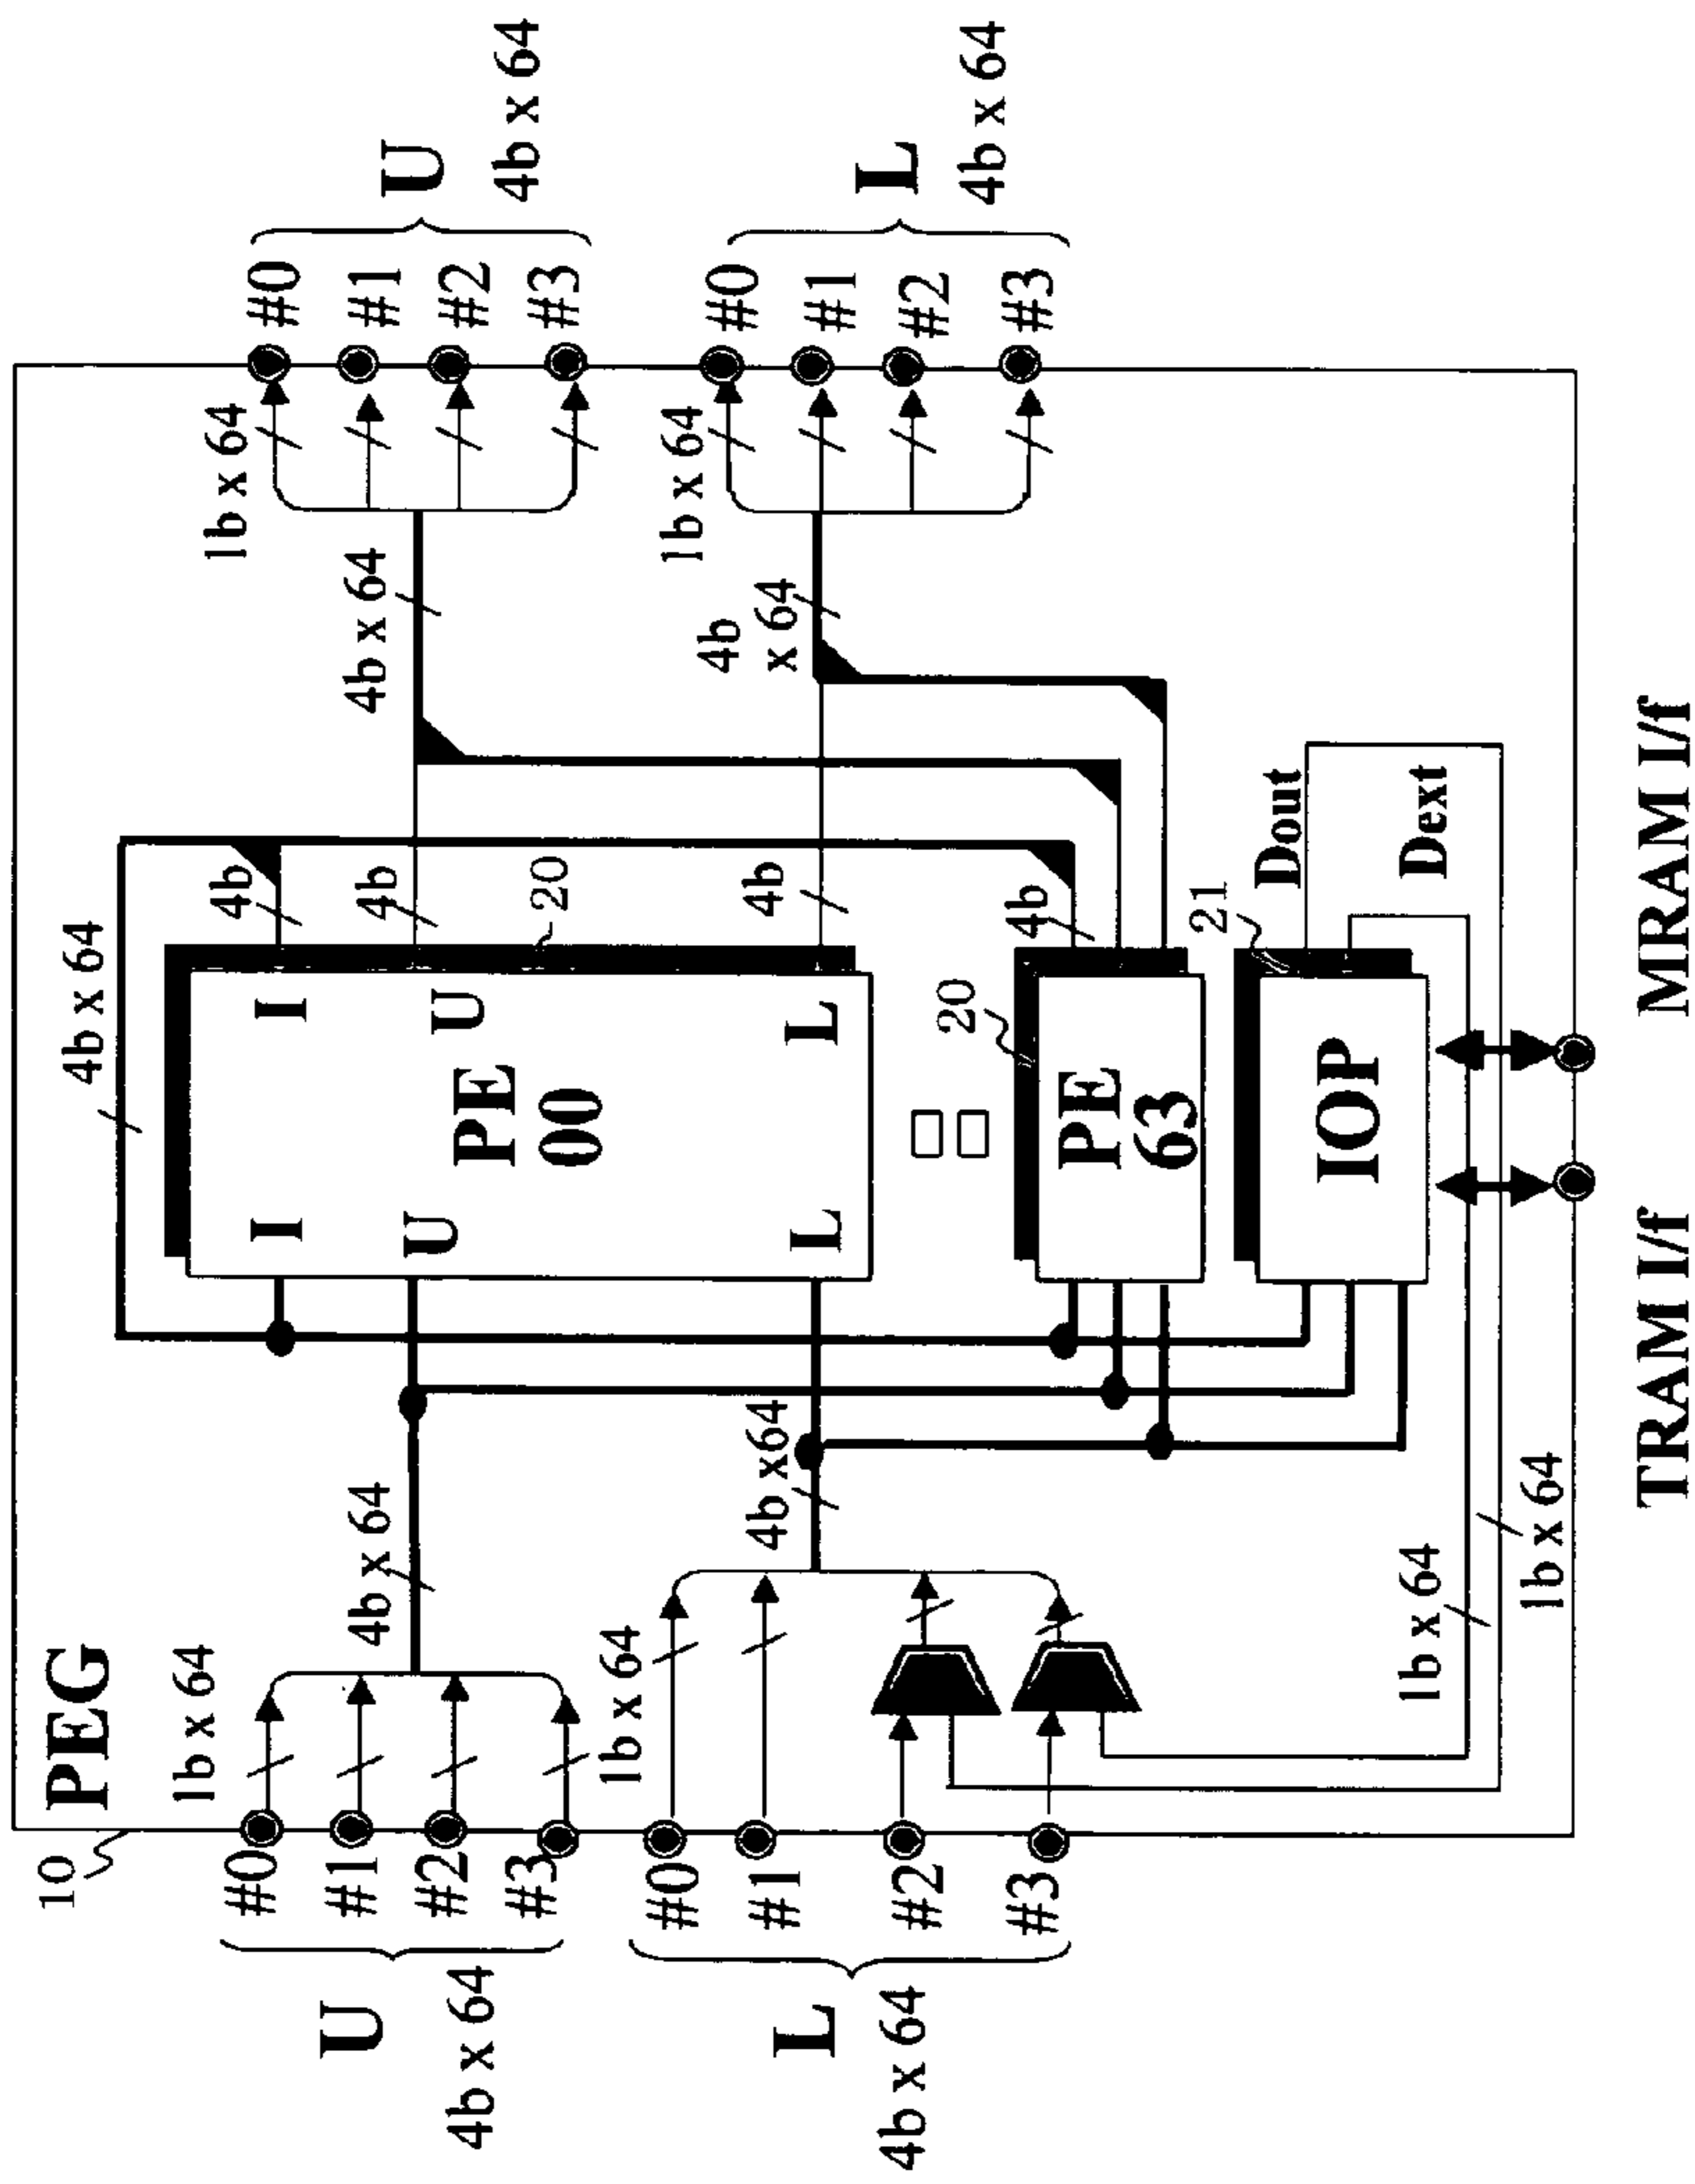 10
PEG
U
4b x 64
#0
#1
#2
#3
1b x 64
4b x 64
L
4b x 64
#0
#1
#2
#3
1b x 64
4b x64
4b x 64
I
U
L
PE
00
I
U
L
20
4b
4b
4b
PE
63
20
4b
IOP
21
Dout
Dext
1b x 64
1b x 64
4b x 64
1b x 64
#0
#1
#2
#3
U
4b x 64
4b
x 64
1b x 64
#0
#1
#2
#3
L
4b x 64
TRAM I/f
MRAM I/f